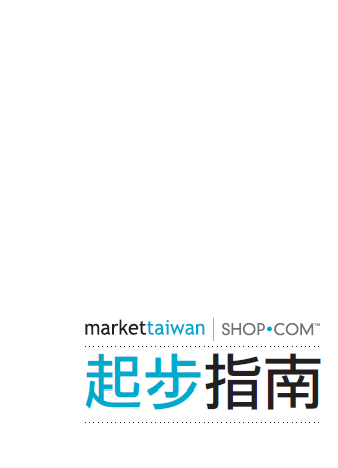 markettaiwan | SHOP•COM™
起步指南